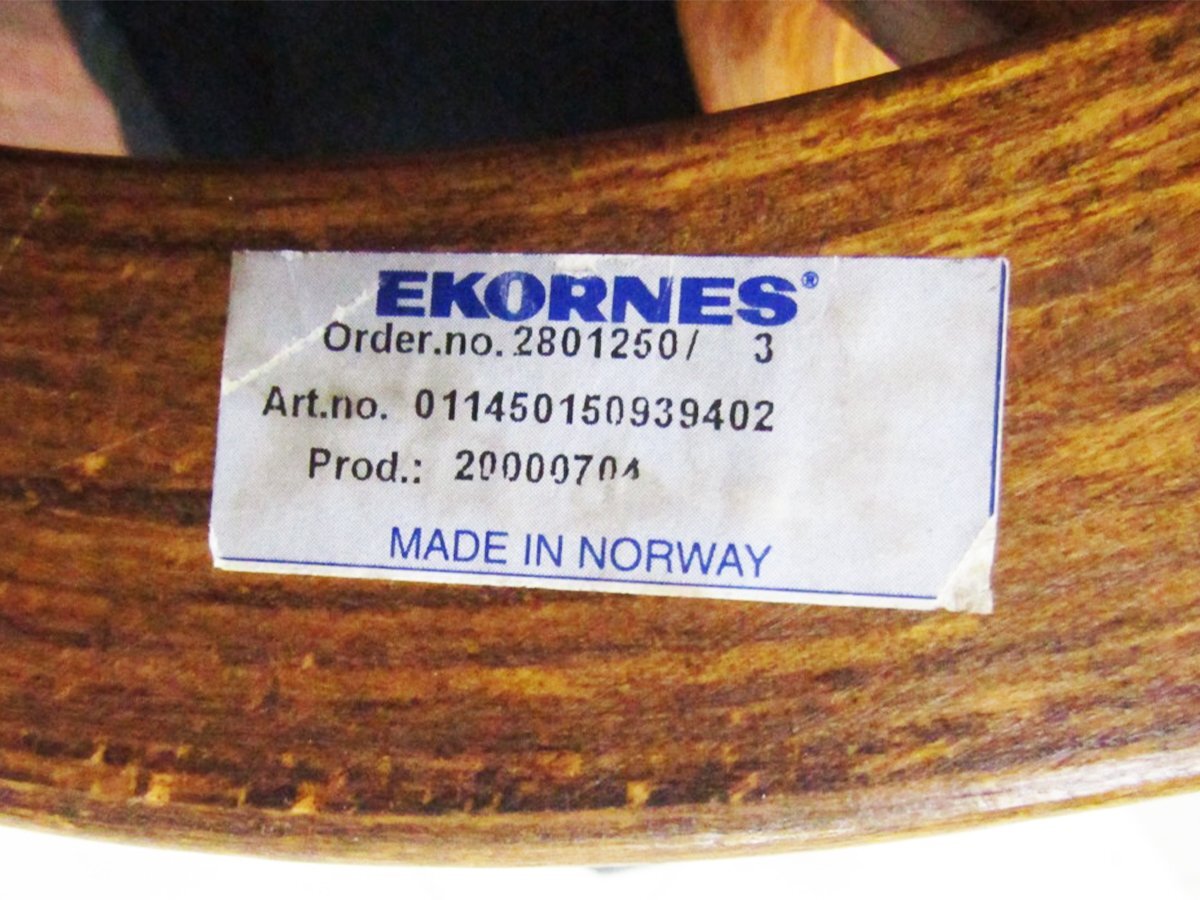 EKORNES®
Order.no. 2801250/ 3
Art.no. 011450150939402
Prod.: 20000704
MADE IN NORWAY